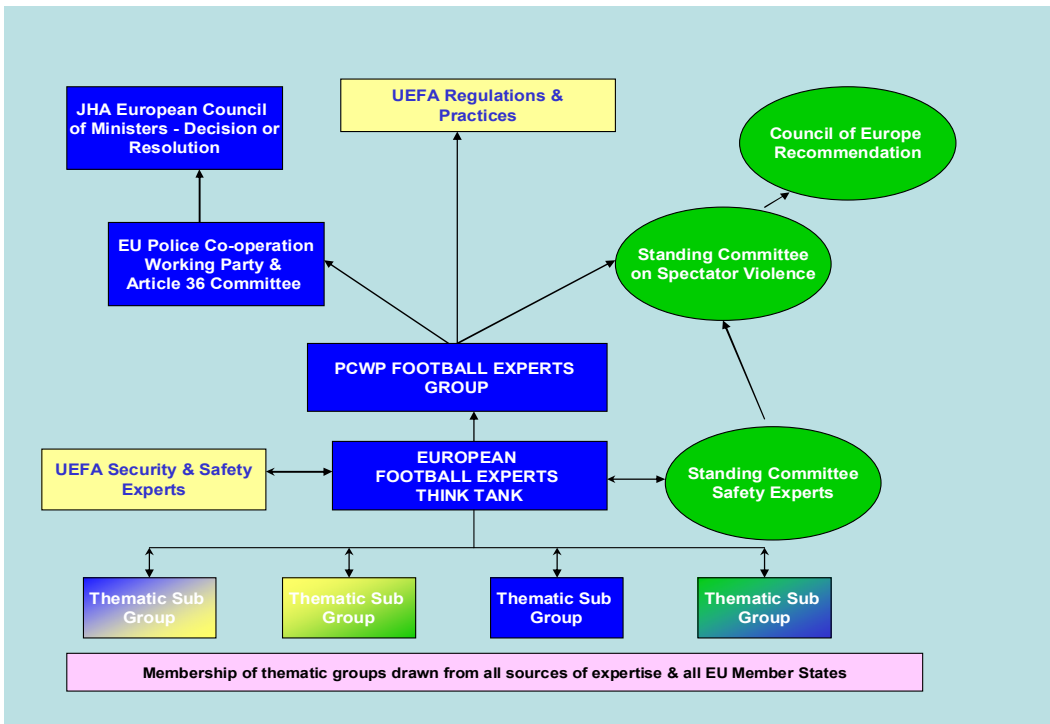 JHA European Council
of Ministers - Decision or
Resolution
UEFA Regulations &
Practices
Council of Europe
Recommendation
EU Police Co-operation
Working Party &
Article 36 Committee
Standing Committee
on Spectator Violence
PCWP FOOTBALL EXPERTS
GROUP
UEFA Security & Safety
Experts
EUROPEAN
FOOTBALL EXPERTS
THINK TANK
Standing Committee
Safety Experts
Thematic Sub
Group
Thematic Sub
Group
Thematic Sub
Group
Thematic Sub
Group
Membership of thematic groups drawn from all sources of expertise & all EU Member States